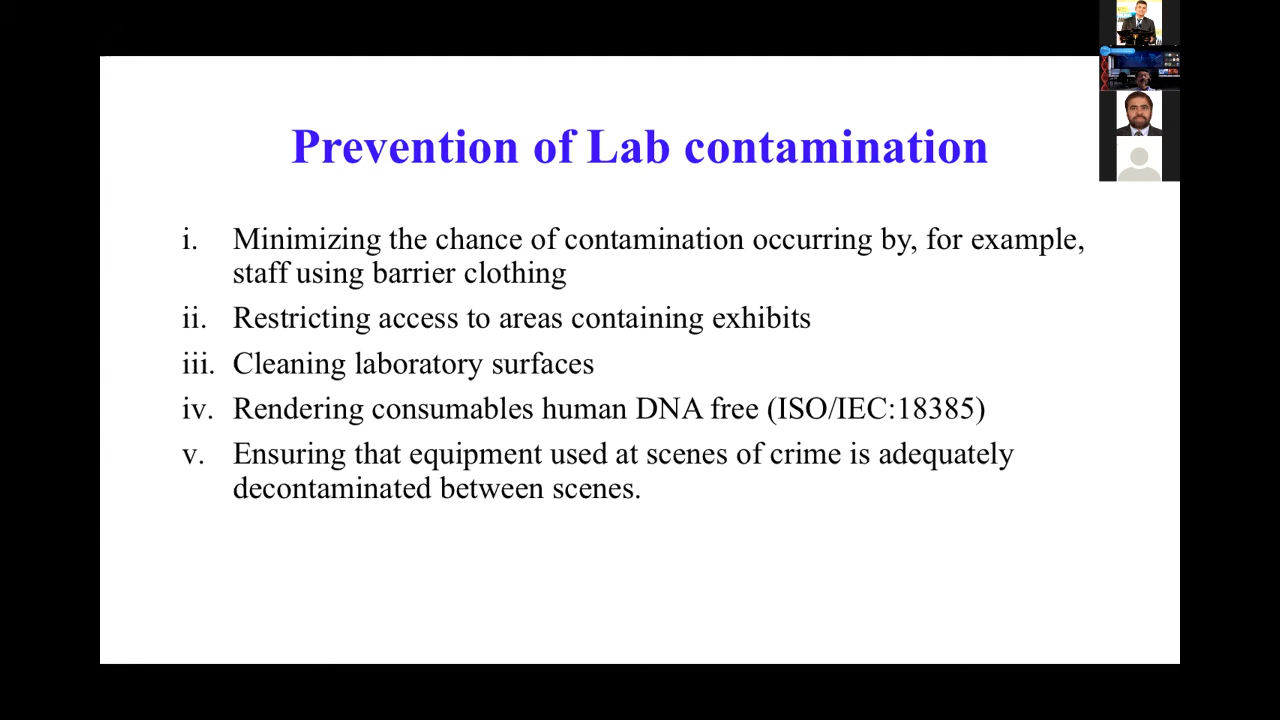 Prevention of Lab contamination
i. Minimizing the chance of contamination occurring by, for example,
staff using barrier clothing
ii. Restricting access to areas containing exhibits
iii. Cleaning laboratory surfaces
iv. Rendering consumables human DNA free (ISO/IEC:18385)
v. Ensuring that equipment used at scenes of crime is adequately
decontaminated between scenes.